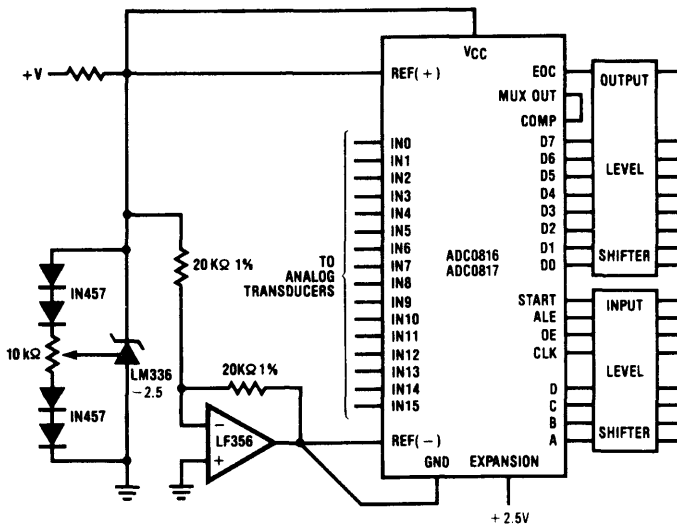 +V
REF(+)
VCC
EOC
MUX OUT
COMP
D7
D6
D5
D4
D3
D2
D1
D0
OUTPUT
LEVEL
SHIFTER
IN0
IN1
IN2
IN3
IN4
IN5
IN6
IN7
IN8
IN9
IN10
IN11
IN12
IN13
IN14
IN15
TO
ANALOG
TRANSDUCERS
ADC0816
ADC0817
20KΩ 1%
IN457
10kΩ
LM336
-2.5
IN457
20KΩ 1%
-
LF356
+
START
ALE
OE
CLK
D
C
B
A
INPUT
LEVEL
SHIFTER
REF(-)
GND
EXPANSION
+2.5V